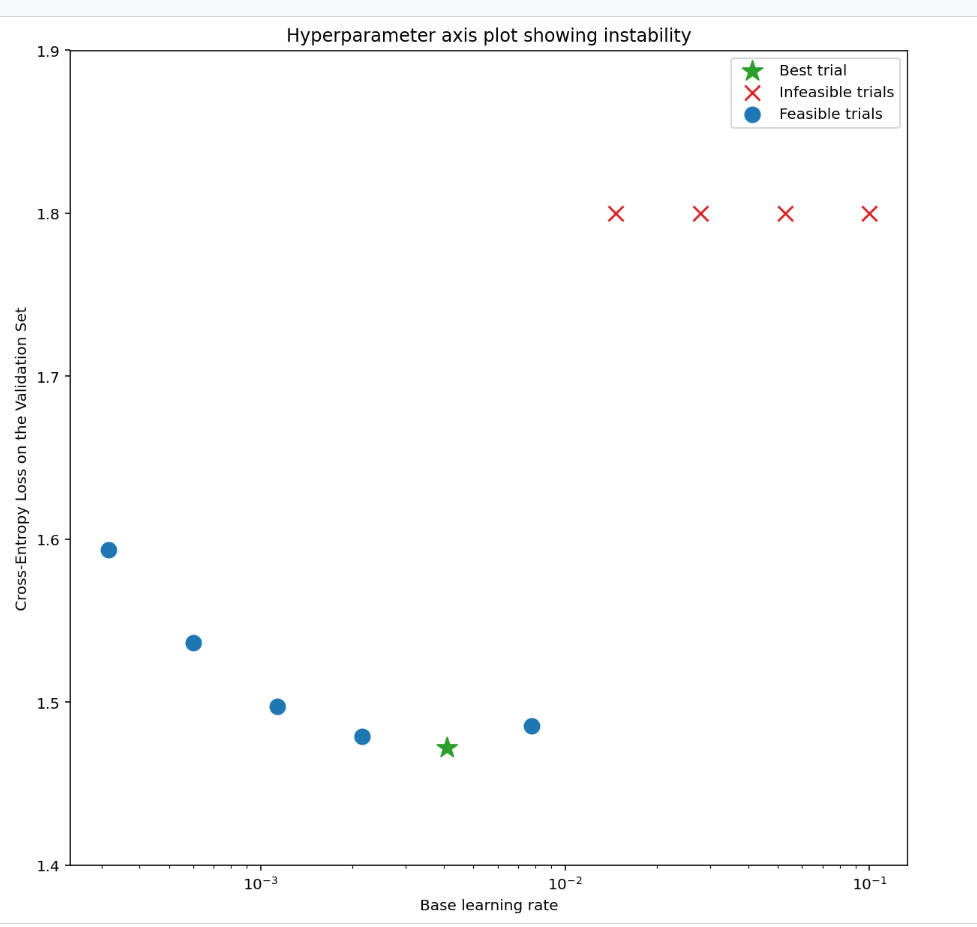 Hyperparameter axis plot showing instability
Best trial
Infeasible trials
Feasible trials
1.9
1.8
1.7
1.6
1.5
1.4
Cross-Entropy Loss on the Validation Set
10⁻³ 10⁻² 10⁻¹
Base learning rate